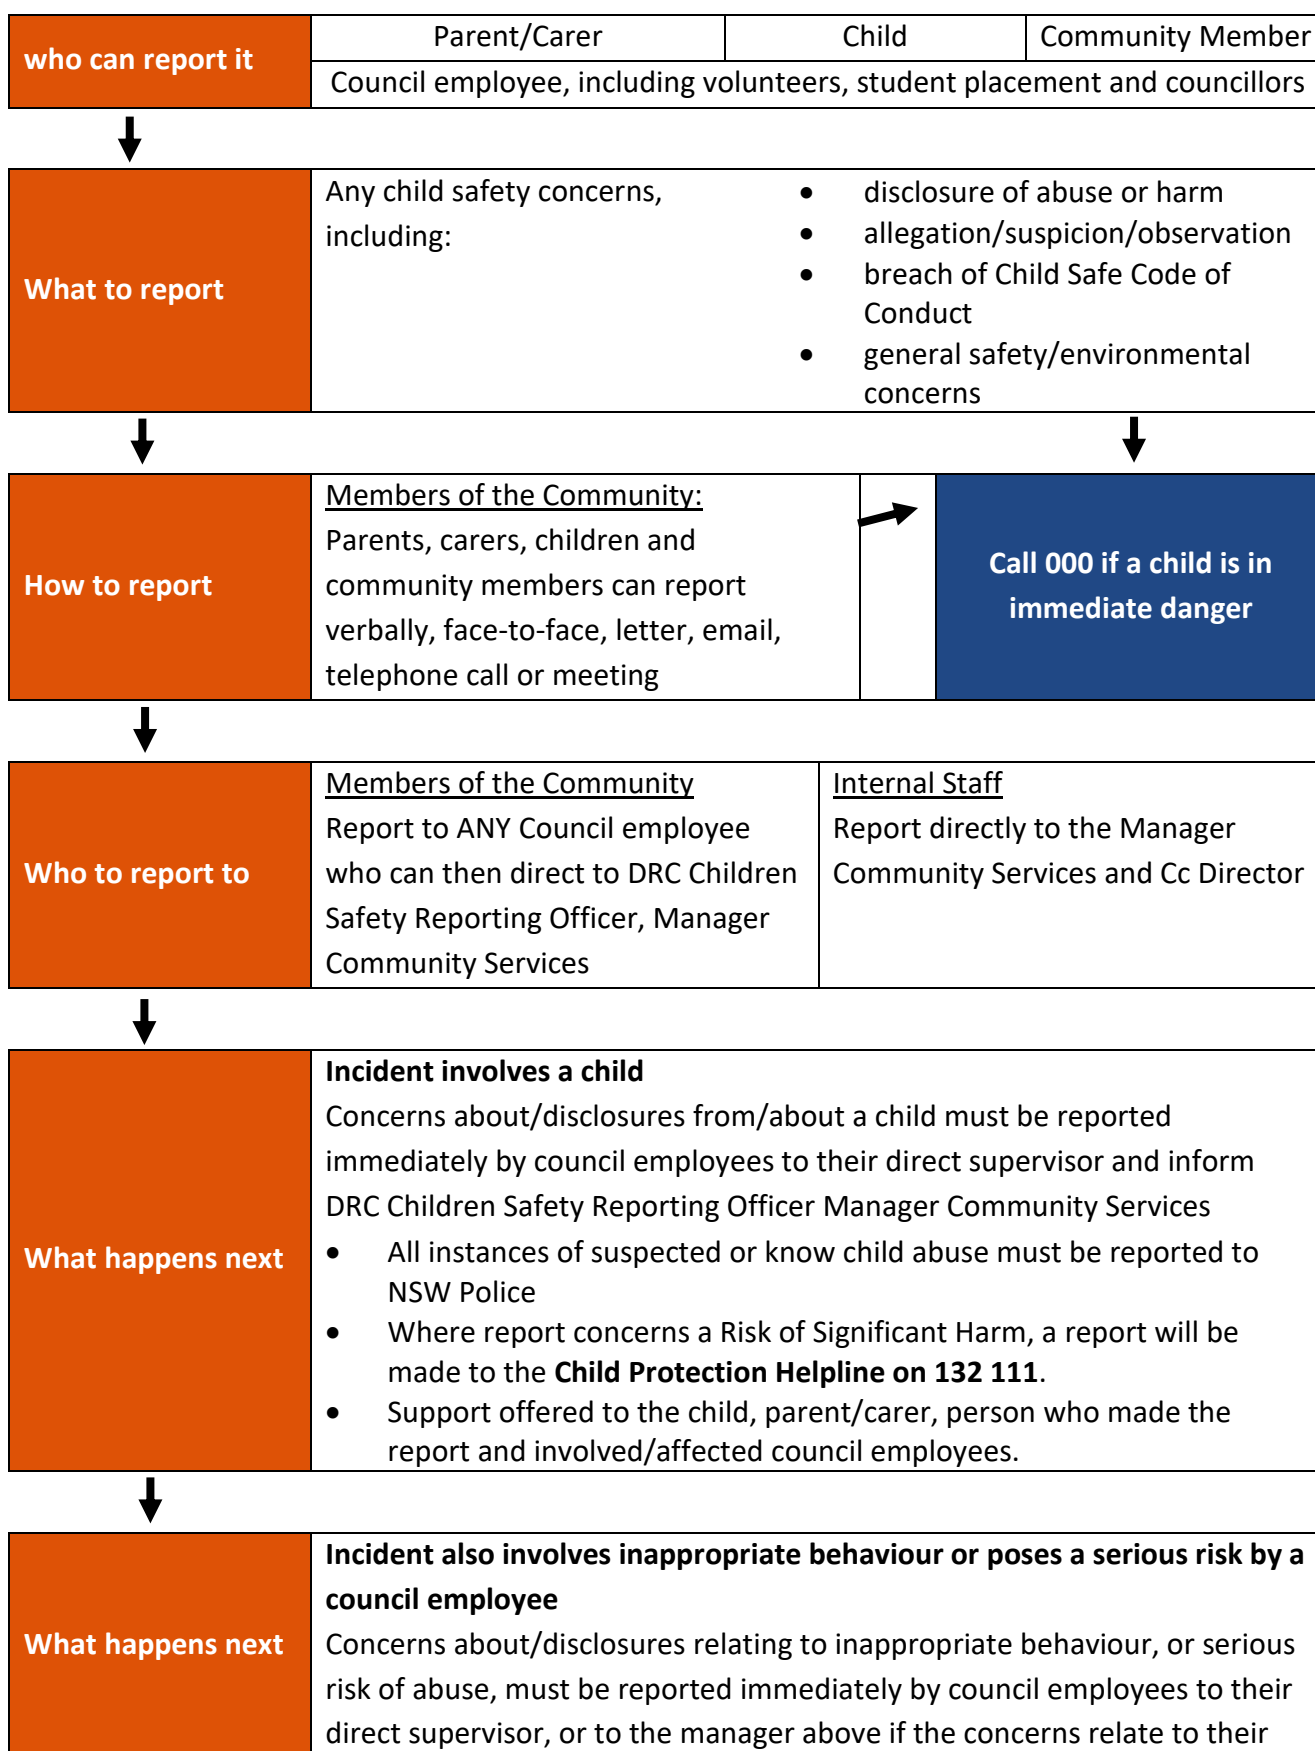 who can report it
Parent/Carer
Child
Community Member
Council employee, including volunteers, student placement and councillors
What to report
Any child safety concerns,
including:
• disclosure of abuse or harm
• allegation/suspicion/observation
• breach of Child Safe Code of
Conduct
• general safety/environmental
concerns
How to report
Members of the Community:
Parents, carers, children and
community members can report
verbally, face-to-face, letter, email,
telephone call or meeting
Call 000 if a child is in
immediate danger
Who to report to
Members of the Community
Report to ANY Council employee
who can then direct to DRC Children
Safety Reporting Officer, Manager
Community Services
Internal Staff
Report directly to the Manager
Community Services and Cc Director
What happens next
Incident involves a child
Concerns about/disclosures from/about a child must be reported
immediately by council employees to their direct supervisor and inform
DRC Children Safety Reporting Officer Manager Community Services
• All instances of suspected or know child abuse must be reported to
NSW Police
• Where report concerns a Risk of Significant Harm, a report will be
made to the Child Protection Helpline on 132 111.
• Support offered to the child, parent/carer, person who made the
report and involved/affected council employees.
What happens next
Incident also involves inappropriate behaviour or poses a serious risk by a
council employee
Concerns about/disclosures relating to inappropriate behaviour, or serious
risk of abuse, must be reported immediately by council employees to their
direct supervisor, or to the manager above if the concerns relate to their